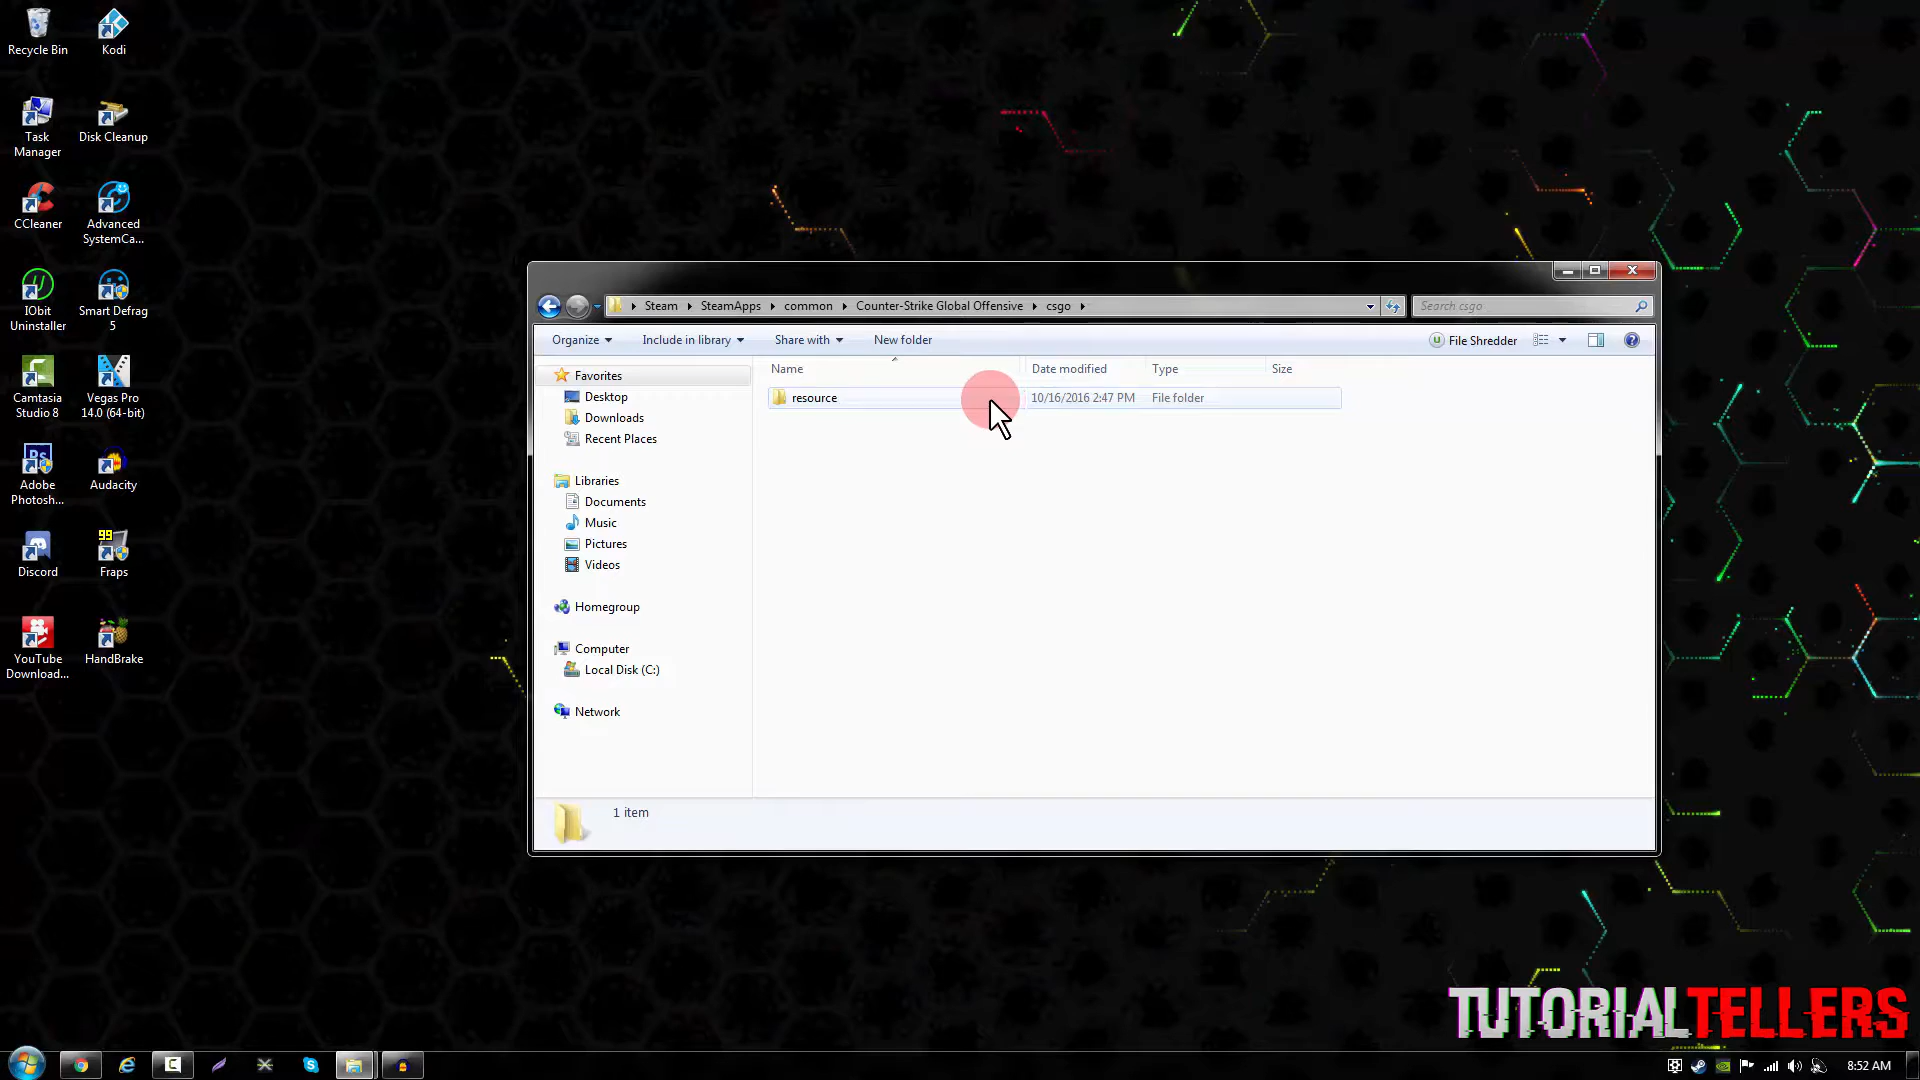 Recycle Bin
Kodi
Task
Manager
Disk Cleanup
CCleaner
Advanced
SystemCa...
IObit
Uninstaller
Smart Defrag
5
Camtasia
Studio 8
Vegas Pro
14.0 (64-bit)
Adobe
Photosh...
Audacity
Discord
99
Fraps
YouTube
Download...
HandBrake
Steam
SteamApps
common
Counter-Strike Global Offensive
csgo
Search csgo
Organize
Include in library
Share with
New folder
File Shredder
Favorites
Desktop
Downloads
Recent Places
Libraries
Documents
Music
Pictures
Videos
Homegroup
Computer
Local Disk (C:)
Network
Name
Date modified
Type
Size
resource
10/16/2016 2:47 PM
File folder
1 item
TUTORIALTELLERS
8:52 AM